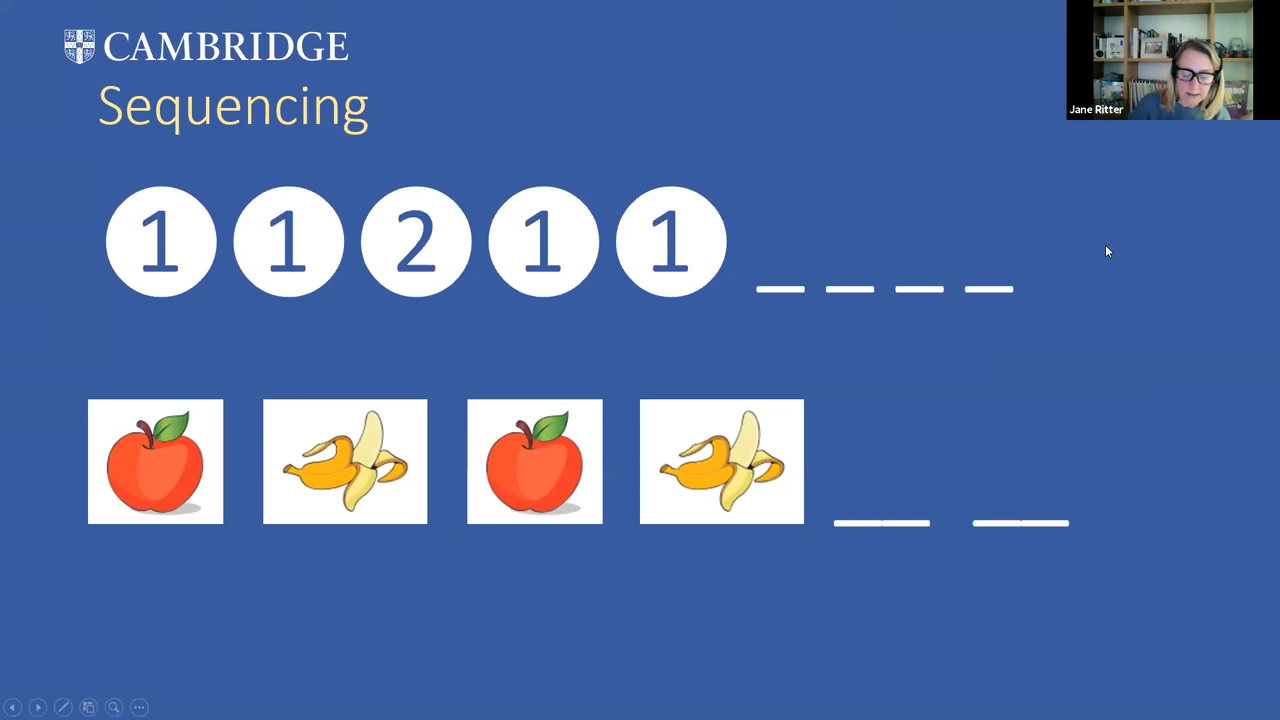 CAMBRIDGE
Sequencing
Jane Ritter
1 1 2 1 1 _ _ _ _